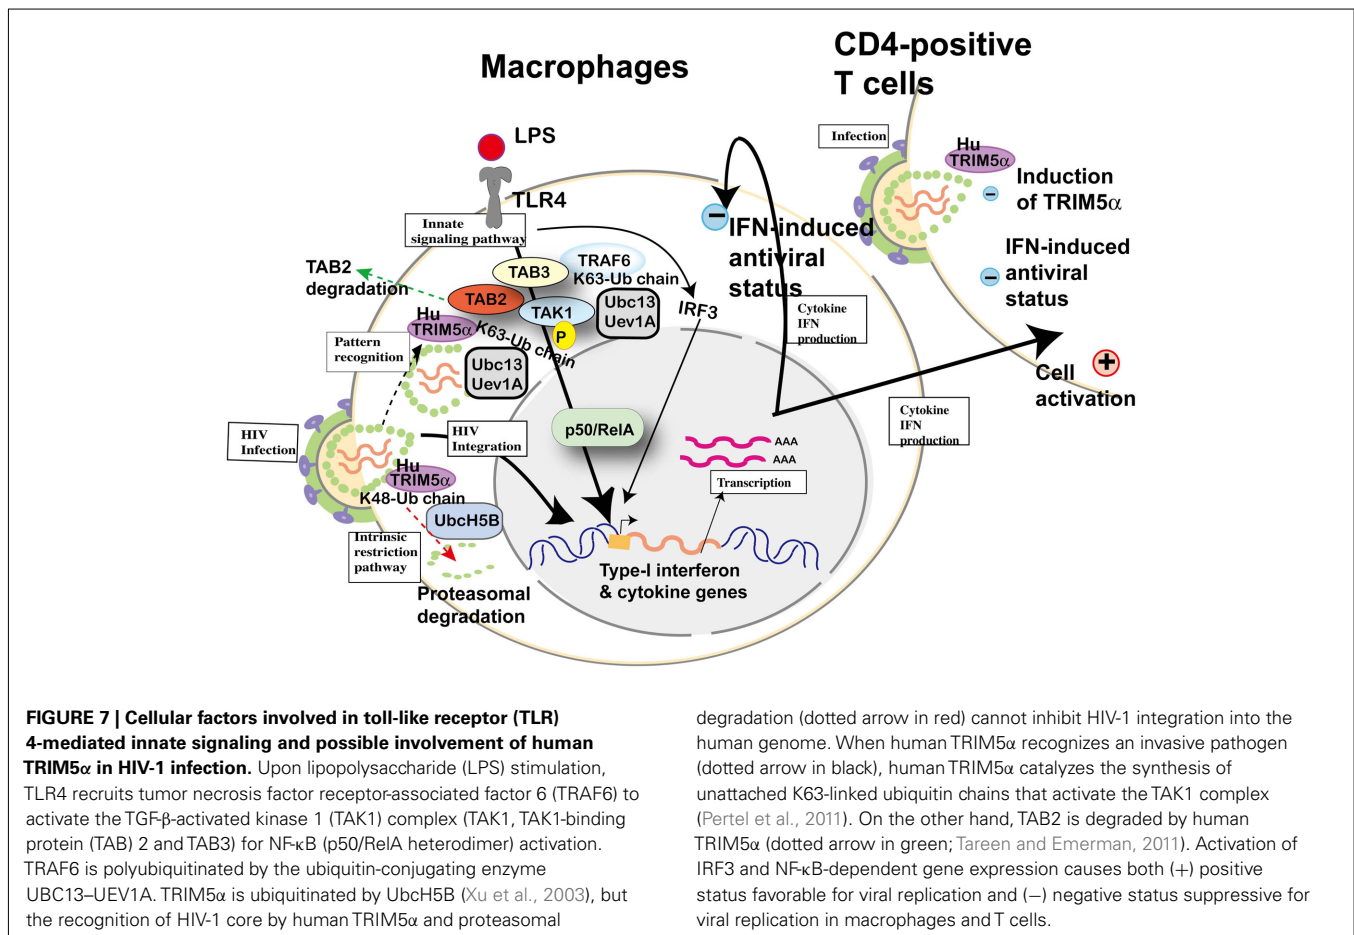 Macrophages
CD4-positive
T cells
LPS
TLR4
Innate
signaling pathway
Infection
Hu
TRIM5α
−
Induction
of TRIM5α
−
IFN-induced
antiviral
status
−
IFN-induced
antiviral
status
TRAF6
K63-Ub chain
TAB3
TAB2
TAB2
degradation
TAK1
P
Ubc13
Uev1A
IRF3
Cytokine
IFN
production
Hu
TRIM5α
K63-Ub chain
Pattern
recognition
Ubc13
Uev1A
+
Cell
activation
Cytokine
IFN
production
HIV
Infection
HIV
Integration
p50/RelA
AAA
AAA
Transcription
Hu
TRIM5α
K48-Ub chain
UbcH5B
Intrinsic
restriction
pathway
Proteasomal
degradation
Type-I interferon
& cytokine genes
FIGURE 7 | Cellular factors involved in toll-like receptor (TLR)
4-mediated innate signaling and possible involvement of human
TRIM5α in HIV-1 infection. Upon lipopolysaccharide (LPS) stimulation,
TLR4 recruits tumor necrosis factor receptor-associated factor 6 (TRAF6) to
activate the TGF-β-activated kinase 1 (TAK1) complex (TAK1, TAK1-binding
protein (TAB) 2 and TAB3) for NF-κB (p50/RelA heterodimer) activation.
TRAF6 is polyubiquitinated by the ubiquitin-conjugating enzyme
UBC13–UEV1A. TRIM5α is ubiquitinated by UbcH5B (Xu et al., 2003), but
the recognition of HIV-1 core by human TRIM5α and proteasomal
degradation (dotted arrow in red) cannot inhibit HIV-1 integration into the
human genome. When human TRIM5α recognizes an invasive pathogen
(dotted arrow in black), human TRIM5α catalyzes the synthesis of
unattached K63-linked ubiquitin chains that activate the TAK1 complex
(Pertel et al., 2011). On the other hand, TAB2 is degraded by human
TRIM5α (dotted arrow in green; Tareen and Emerman, 2011). Activation of
IRF3 and NF-κB-dependent gene expression causes both (+) positive
status favorable for viral replication and (−) negative status suppressive for
viral replication in macrophages and T cells.